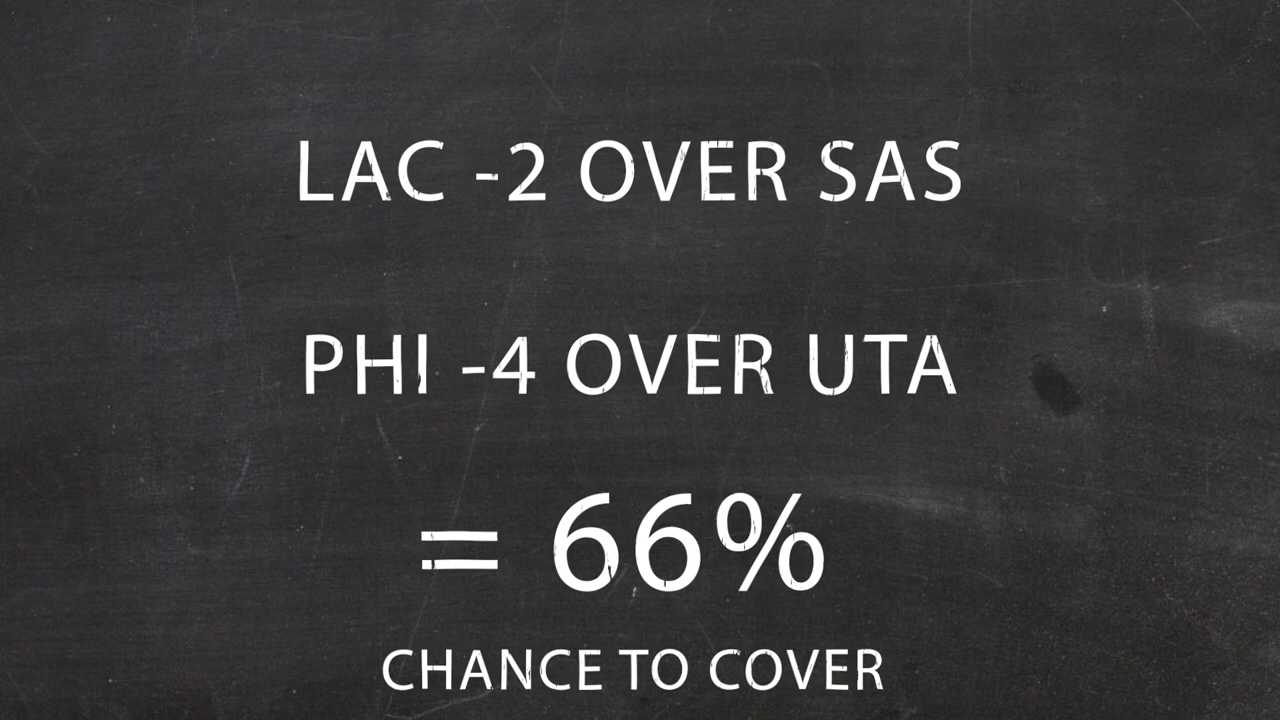 LAC -2 OVER SAS
PHI -4 OVER UTA
= 66%
CHANCE TO COVER